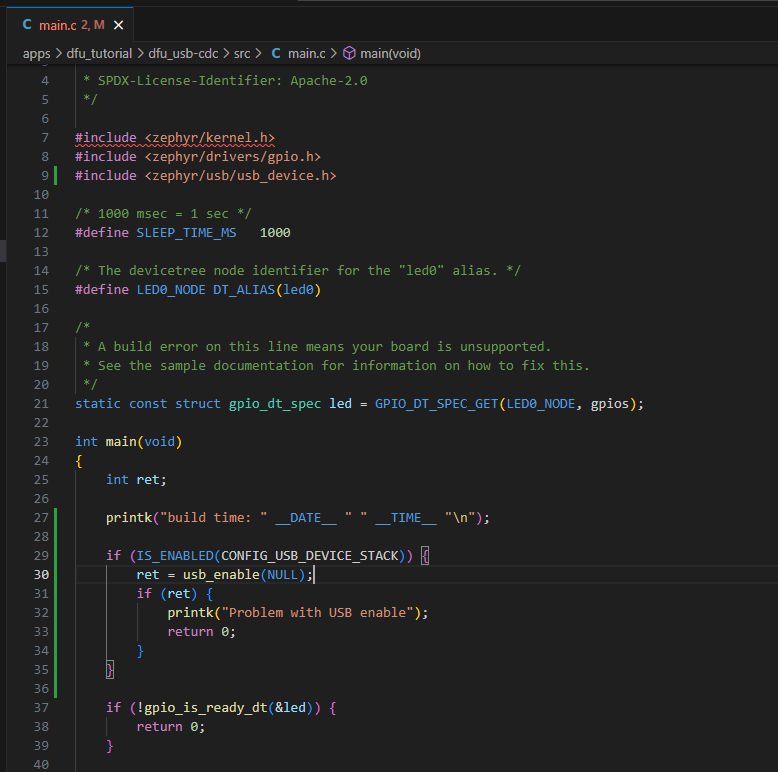 C main.c 2, M ×
apps > dfu_tutorial > dfu_usb-cdc > src > C main.c > main(void)
4  * SPDX-License-Identifier: Apache-2.0
5  */
6
7 #include <zephyr/kernel.h>
8 #include <zephyr/drivers/gpio.h>
9 #include <zephyr/usb/usb_device.h>
10
11 /* 1000 msec = 1 sec */
12 #define SLEEP_TIME_MS   1000
13
14 /* The devicetree node identifier for the "led0" alias. */
15 #define LED0_NODE DT_ALIAS(led0)
16
17 /*
18  * A build error on this line means your board is unsupported.
19  * See the sample documentation for information on how to fix this.
20  */
21 static const struct gpio_dt_spec led = GPIO_DT_SPEC_GET(LED0_NODE, gpios);
22
23 int main(void)
24 {
25     int ret;
26
27     printk("build time: " __DATE__ " " __TIME__ "\n");
28
29     if (IS_ENABLED(CONFIG_USB_DEVICE_STACK)) {
30         ret = usb_enable(NULL);
31         if (ret) {
32             printk("Problem with USB enable");
33             return 0;
34         }
35     }
36
37     if (!gpio_is_ready_dt(&led)) {
38         return 0;
39     }
40